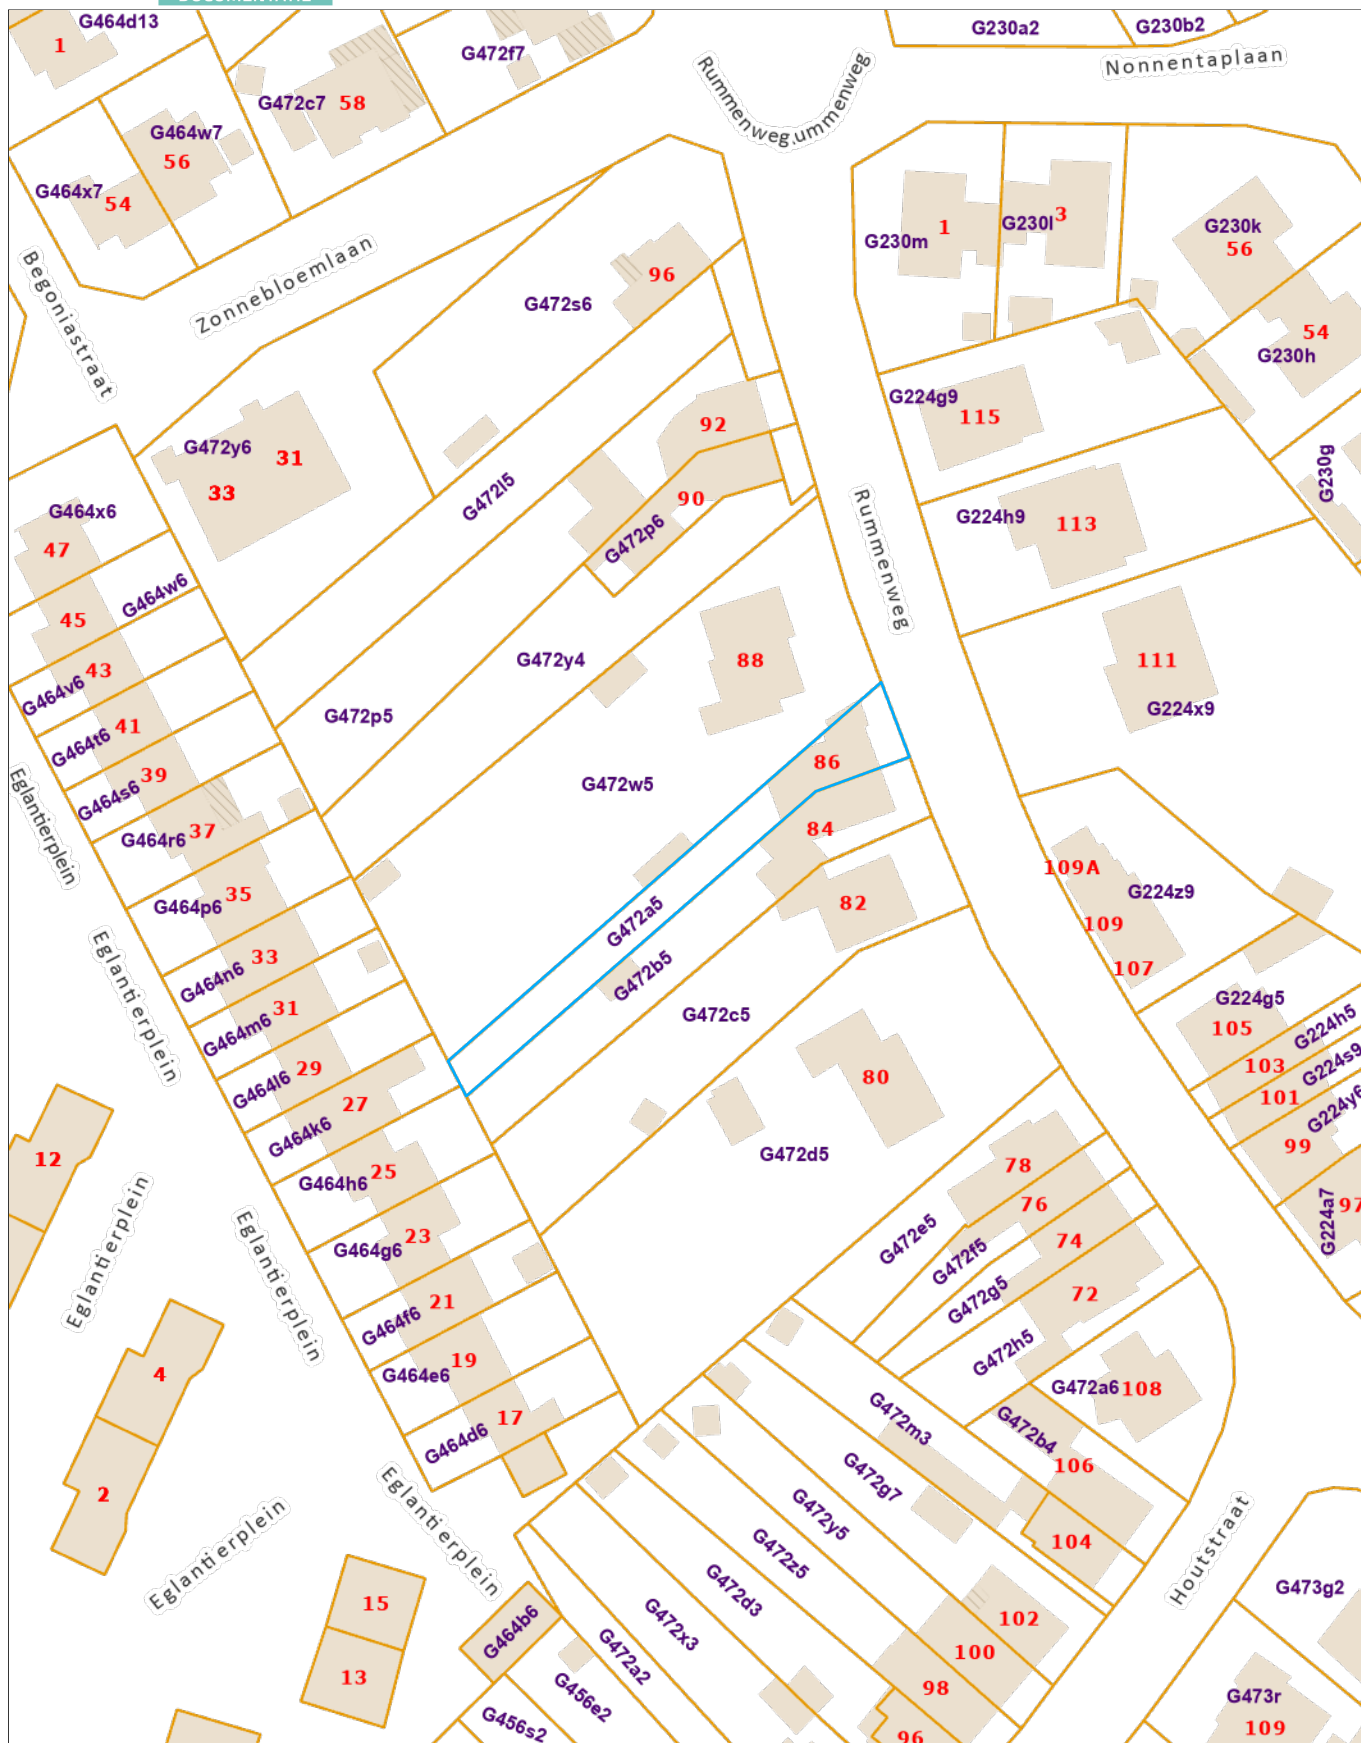 G464d13
1
G472f7
G230a2
G230b2
Nonnentaplaan
Rummenweg
ummenweg
G472c7
58
G464w7
56
G464x7
54
Zonnebloemlaan
Begoniastraat
G472s6
96
G230m
1
G230l
3
G230k
56
54
G230h
G224g9
115
G472y6
31
33
92
G472l5
90
G472p6
G230g
G224h9
113
Rummenweg
G464x6
47
G464w6
45
43
G464v6
41
G464t6
39
G464s6
37
G464r6
G472y4
88
G472p5
111
G224x9
G472w5
86
84
82
G472a5
G472b5
G472c5
109A
G224z9
109
107
Eglantierplein
35
G464p6
33
G464n6
31
G464m6
29
G464l6
27
G464k6
25
G464h6
23
G464g6
21
G464f6
19
G464e6
17
G464d6
Eglantierplein
G224g5
105
G224h5
103
G224s9
101
G224y6
99
97
G224a7
80
G472d5
78
76
G472e5
74
G472f5
72
G472g5
G472h5
G472a6
108
G472b4
106
104
G472m3
G472g7
G472y5
G472z5
G472d3
G472x3
G472a2
12
Eglantierplein
Eglantierplein
4
2
Eglantierplein
Eglantierplein
15
13
G464b6
G456e2
G456s2
102
100
98
96
Houtstraat
G473g2
G473r
109